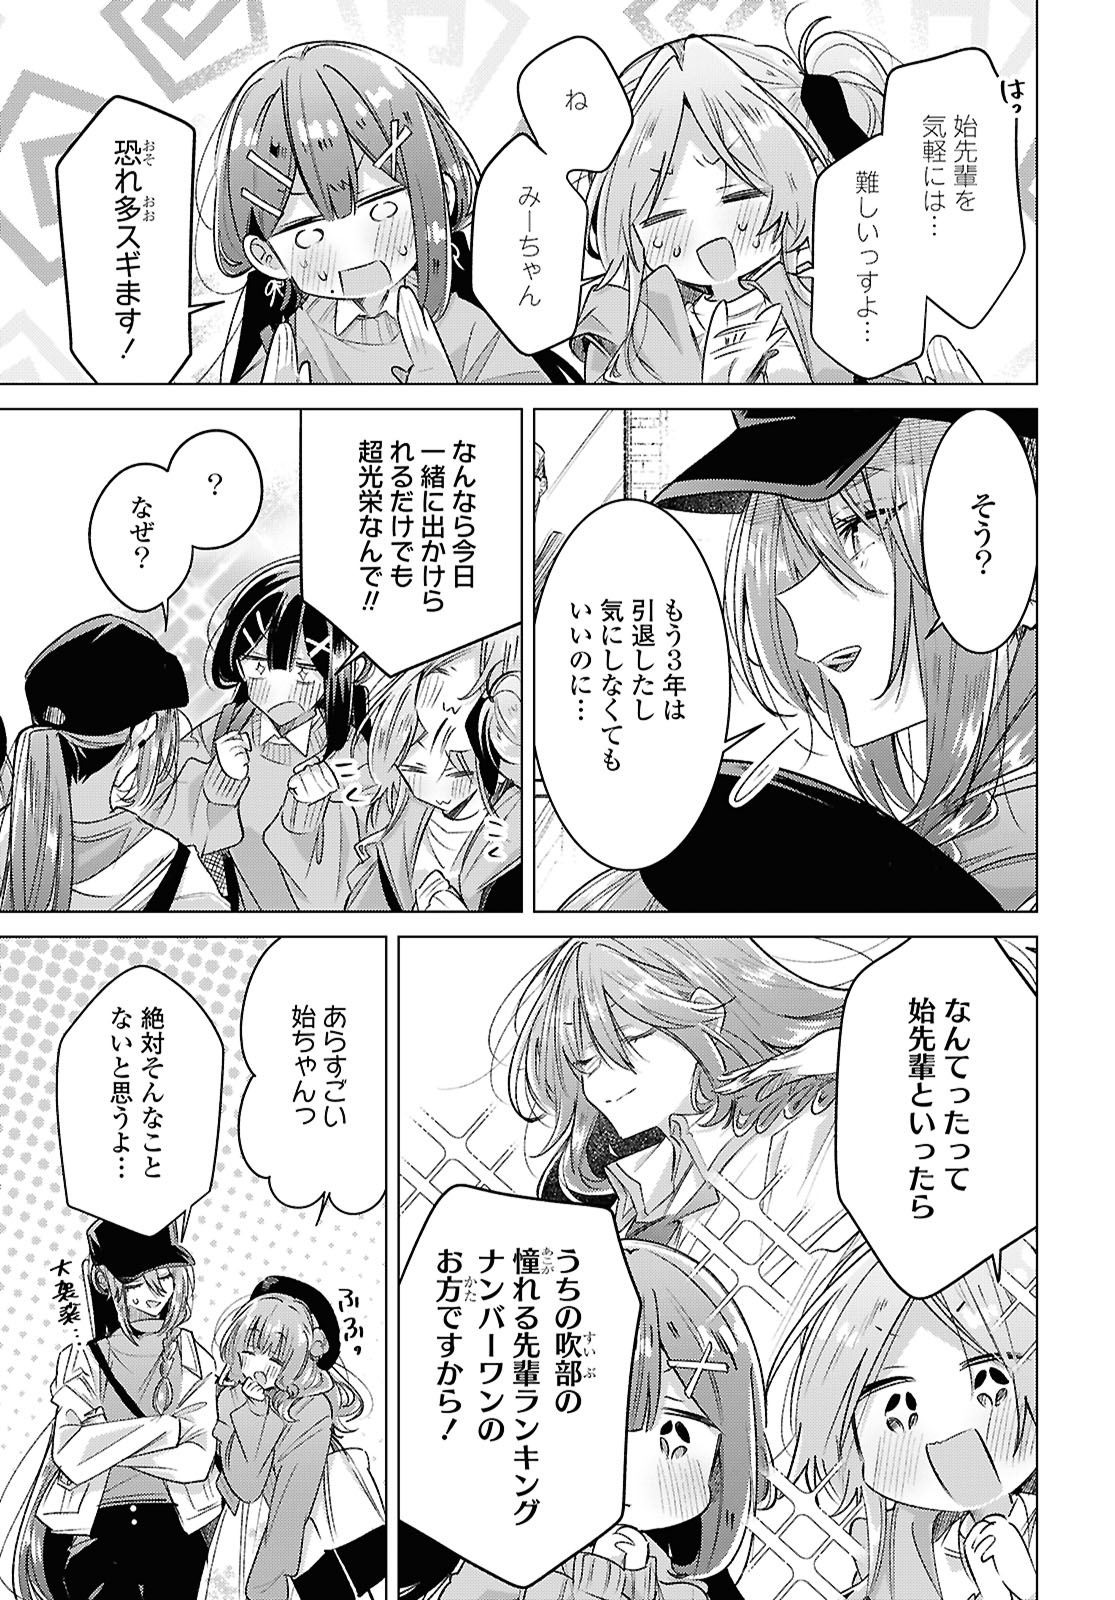 はっ
始先輩を
気軽には…
難しいっすよ…
ね
みーちゃん
恐れ多スギます！
そう？
もう3年は
引退したし
気にしなくても
いいのに…
なんなら今日
一緒に出かけら
れるだけでも
超光栄なんで!!
？
なぜ？
なんてったって
始先輩といったら
うちの吹部の
憧れる先輩ランキング
ナンバーワンの
お方ですから！
あらすごい
始ちゃんっ
絶対そんなこと
ないと思うよ…
ふふふっ
大袈裟…